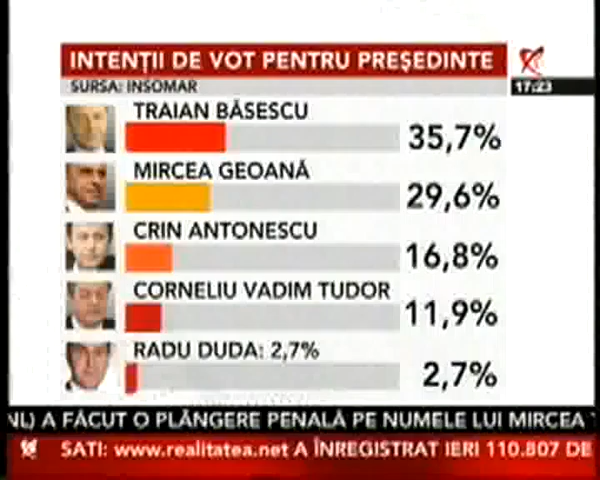 INTENȚII DE VOT PENTRU PREȘEDINTE
SURSA: INSOMAR
17:23
TRAIAN BĂSESCU
35,7%
MIRCEA GEOANĂ
29,6%
CRIN ANTONESCU
16,8%
CORNELIU VADIM TUDOR
11,9%
RADU DUDA: 2,7%
2,7%
NL) A FĂCUT O PLÂNGERE PENALĂ PE NUMELE LUI MIRCEA
SATI: www.realitatea.net A ÎNREGISTRAT IERI 110.807 DE